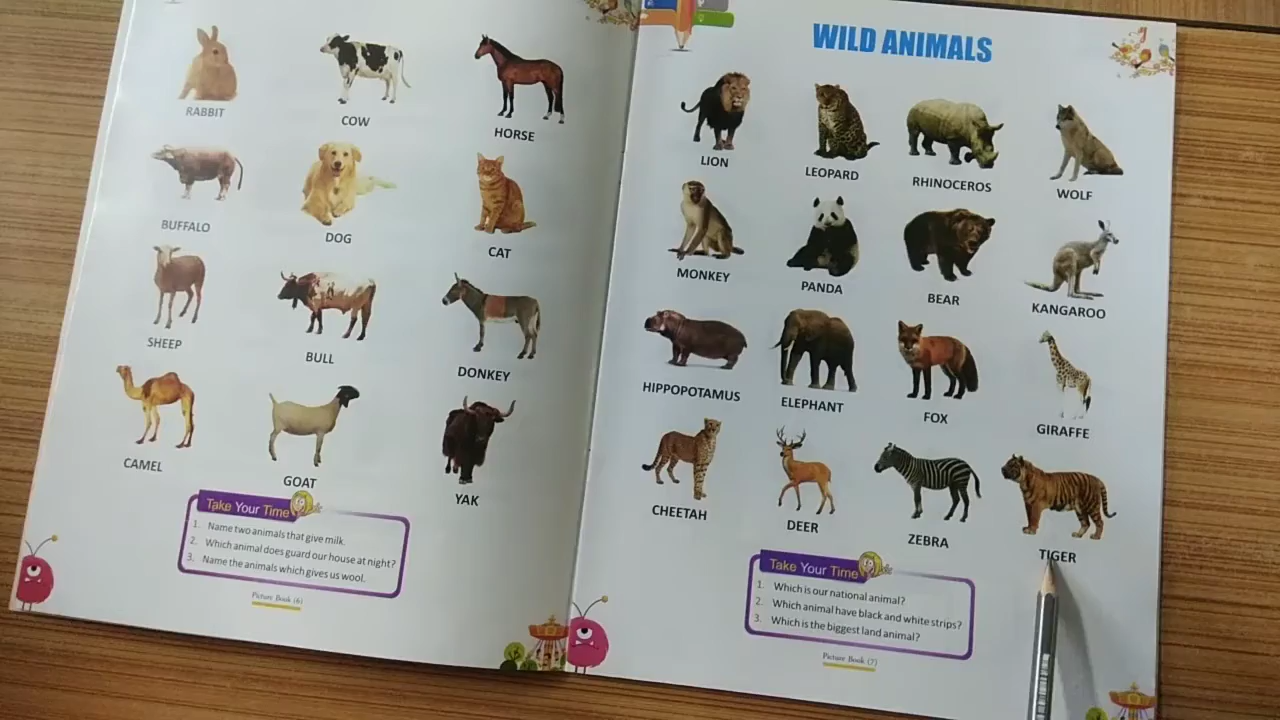 RABBIT
COW
HORSE
BUFFALO
DOG
CAT
SHEEP
BULL
DONKEY
CAMEL
GOAT
YAK
Take Your Time
1. Name two animals that give milk.
2. Which animal does guard our house at night?
3. Name the animals which gives us wool.
Picture Book (6)
WILD ANIMALS
LION
LEOPARD
RHINOCEROS
WOLF
MONKEY
PANDA
BEAR
KANGAROO
HIPPOPOTAMUS
ELEPHANT
FOX
GIRAFFE
CHEETAH
DEER
ZEBRA
TIGER
Take Your Time
1. Which is our national animal?
2. Which animal have black and white strips?
3. Which is the biggest land animal?
Picture Book (7)